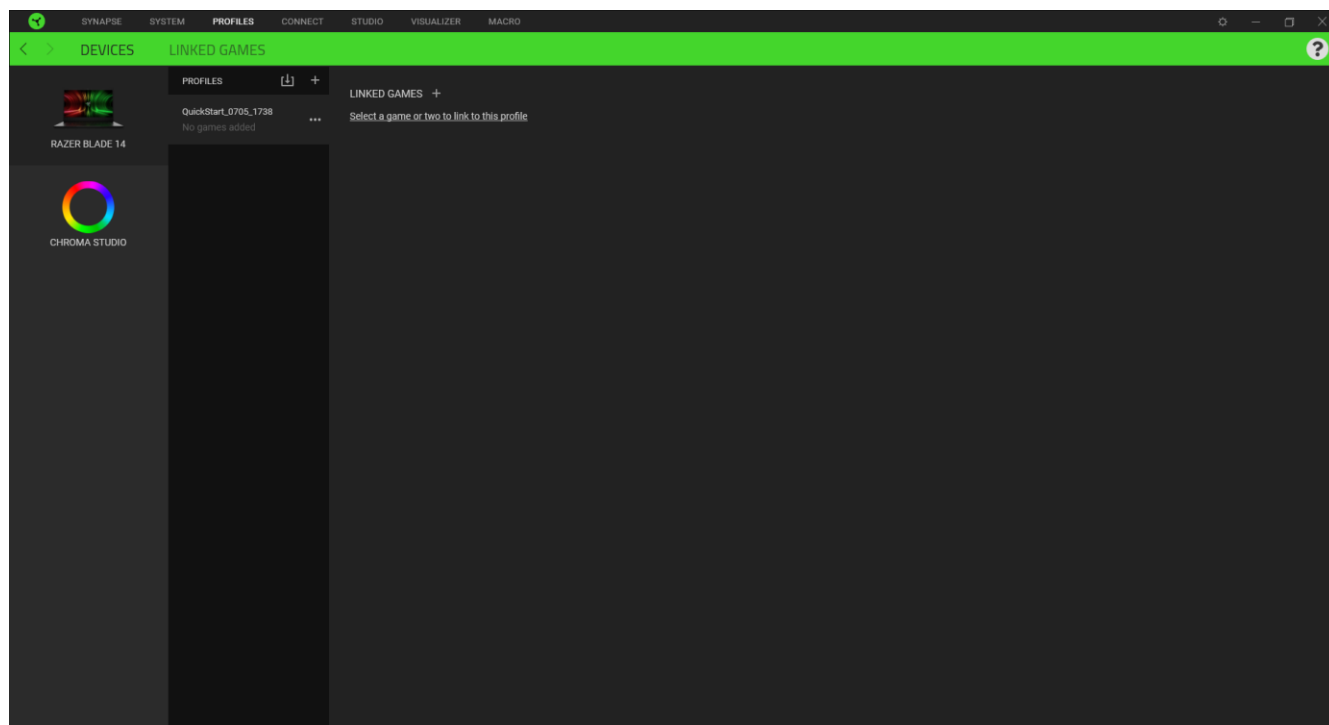 SYNAPSE SYSTEM PROFILES CONNECT STUDIO VISUALIZER MACRO
DEVICES LINKED GAMES
?
RAZER BLADE 14
CHROMA STUDIO
PROFILES
QuickStart_0705_1738
No games added
LINKED GAMES +
Select a game or two to link to this profile